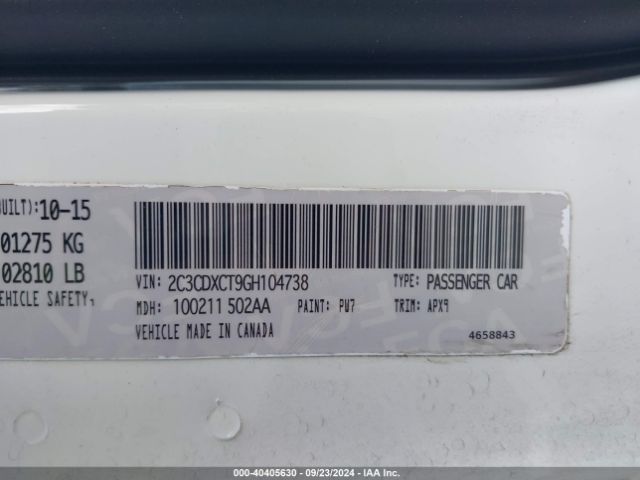 BUILT): 10-15
01275 KG
02810 LB
EHICLE SAFETY,
VIN: 2C3CDXCT9GH104738 TYPE: PASSENGER CAR
MDH: 100211 502AA PAINT: PW7 TRIM: APX9
VEHICLE MADE IN CANADA
4658843
000-40405630 - 09/23/2024 - IAA Inc.